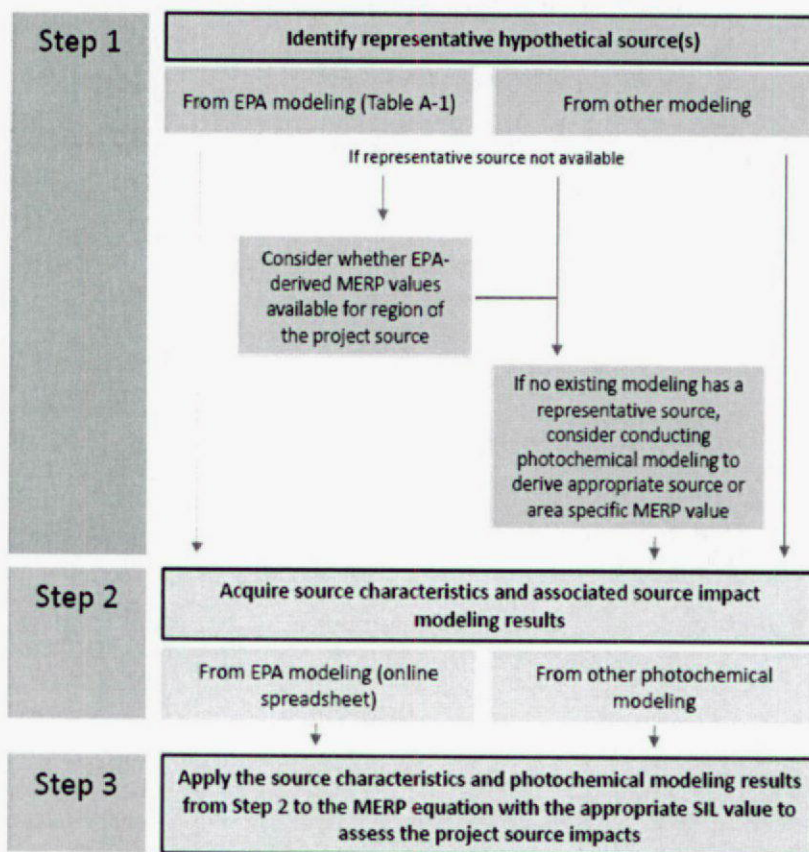 Step 1
Identify representative hypothetical source(s)
From EPA modeling (Table A-1)
From other modeling
If representative source not available
Consider whether EPA-
derived MERP values
available for region of
the project source
If no existing modeling has a
representative source,
consider conducting
photochemical modeling to
derive appropriate source or
area specific MERP value
Step 2
Acquire source characteristics and associated source impact
modeling results
From EPA modeling (online
spreadsheet)
From other photochemical
modeling
Step 3
Apply the source characteristics and photochemical modeling results
from Step 2 to the MERP equation with the appropriate SIL value to
assess the project source impacts